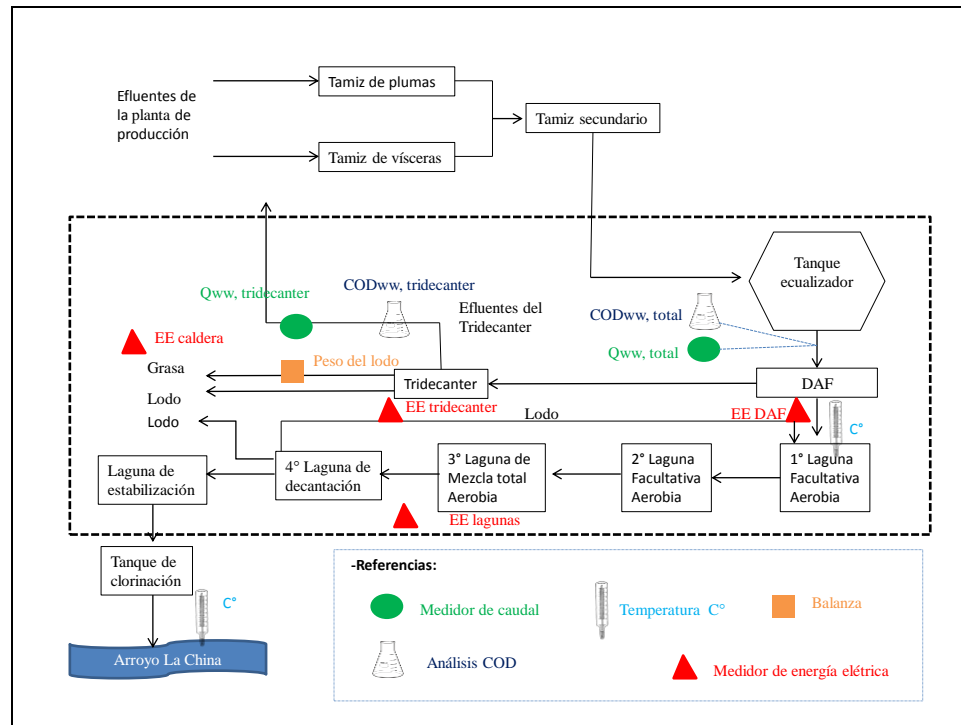 Efluentes de
la planta de
producción
Tamiz de plumas
Tamiz de vísceras
Tamiz secundario
Tanque
ecualizador
CODww, tridecanter
Qww, tridecanter
Efluentes del
Tridecanter
CODww, total
Qww, total
EE caldera
Peso del lodo
Grasa
Lodo
Lodo
Tridecanter
DAF
EE tridecanter
Lodo
EE DAF
C°
Laguna de
estabilización
4° Laguna de
decantación
3° Laguna de
Mezcla total
Aerobia
2° Laguna
Facultativa
Aerobia
1° Laguna
Facultativa
Aerobia
EE lagunas
Tanque de
clorinación
C°
Arroyo La China
-Referencias:
Medidor de caudal
Temperatura C°
Balanza
Análisis COD
Medidor de energía elétrica